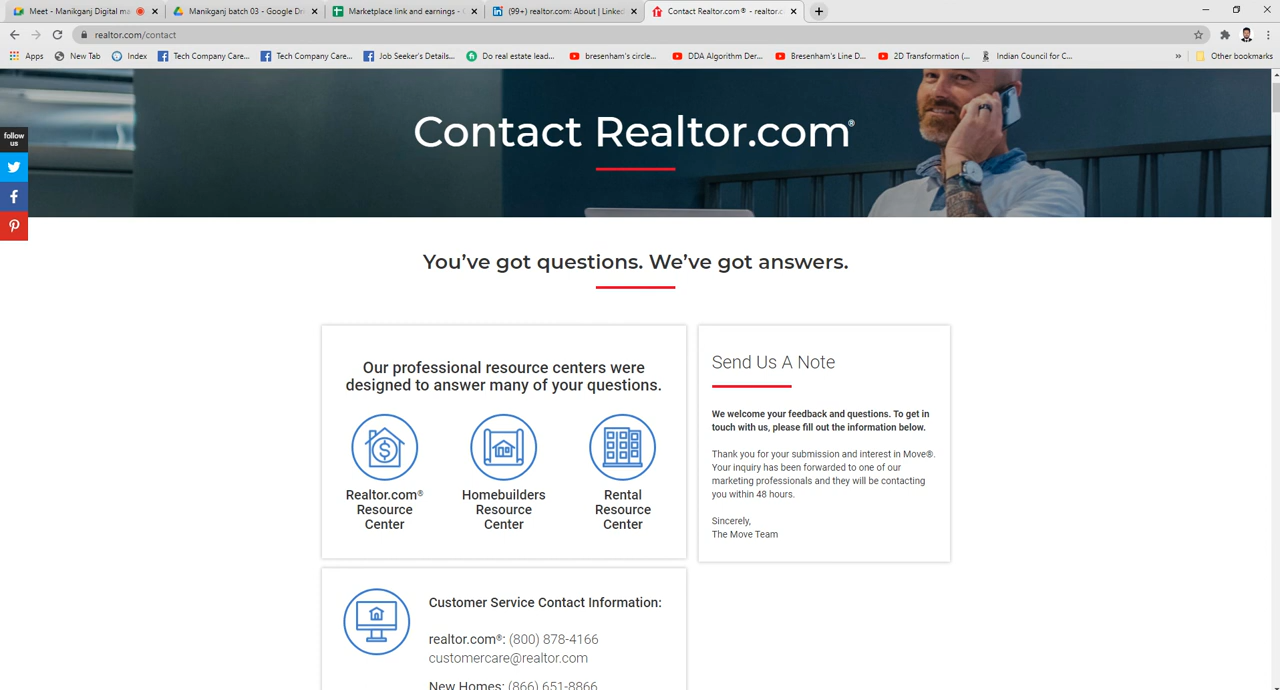 Meet - Manikganj Digital ma
Manikganj batch 03 - Google Dri
Marketplace link and earnings -
(99+) realtor.com: About | Linked
Contact Realtor.com® - realtor.c
realtor.com/contact
Apps
New Tab
Index
Tech Company Care...
Tech Company Care...
Job Seeker's Details...
Do real estate lead...
bresenham's circle...
DDA Algorithm Der...
Bresenham's Line D...
2D Transformation (...
Indian Council for C...
»
Other bookmarks
follow
us
Contact Realtor.com®
You've got questions. We've got answers.
Our professional resource centers were
designed to answer many of your questions.
Realtor.com®
Resource
Center
Homebuilders
Resource
Center
Rental
Resource
Center
Send Us A Note
We welcome your feedback and questions. To get in
touch with us, please fill out the information below.
Thank you for your submission and interest in Move®.
Your inquiry has been forwarded to one of our
marketing professionals and they will be contacting
you within 48 hours.
Sincerely,
The Move Team
Customer Service Contact Information:
realtor.com®: (800) 878-4166
customercare@realtor.com
New Homes: (866) 651-8866